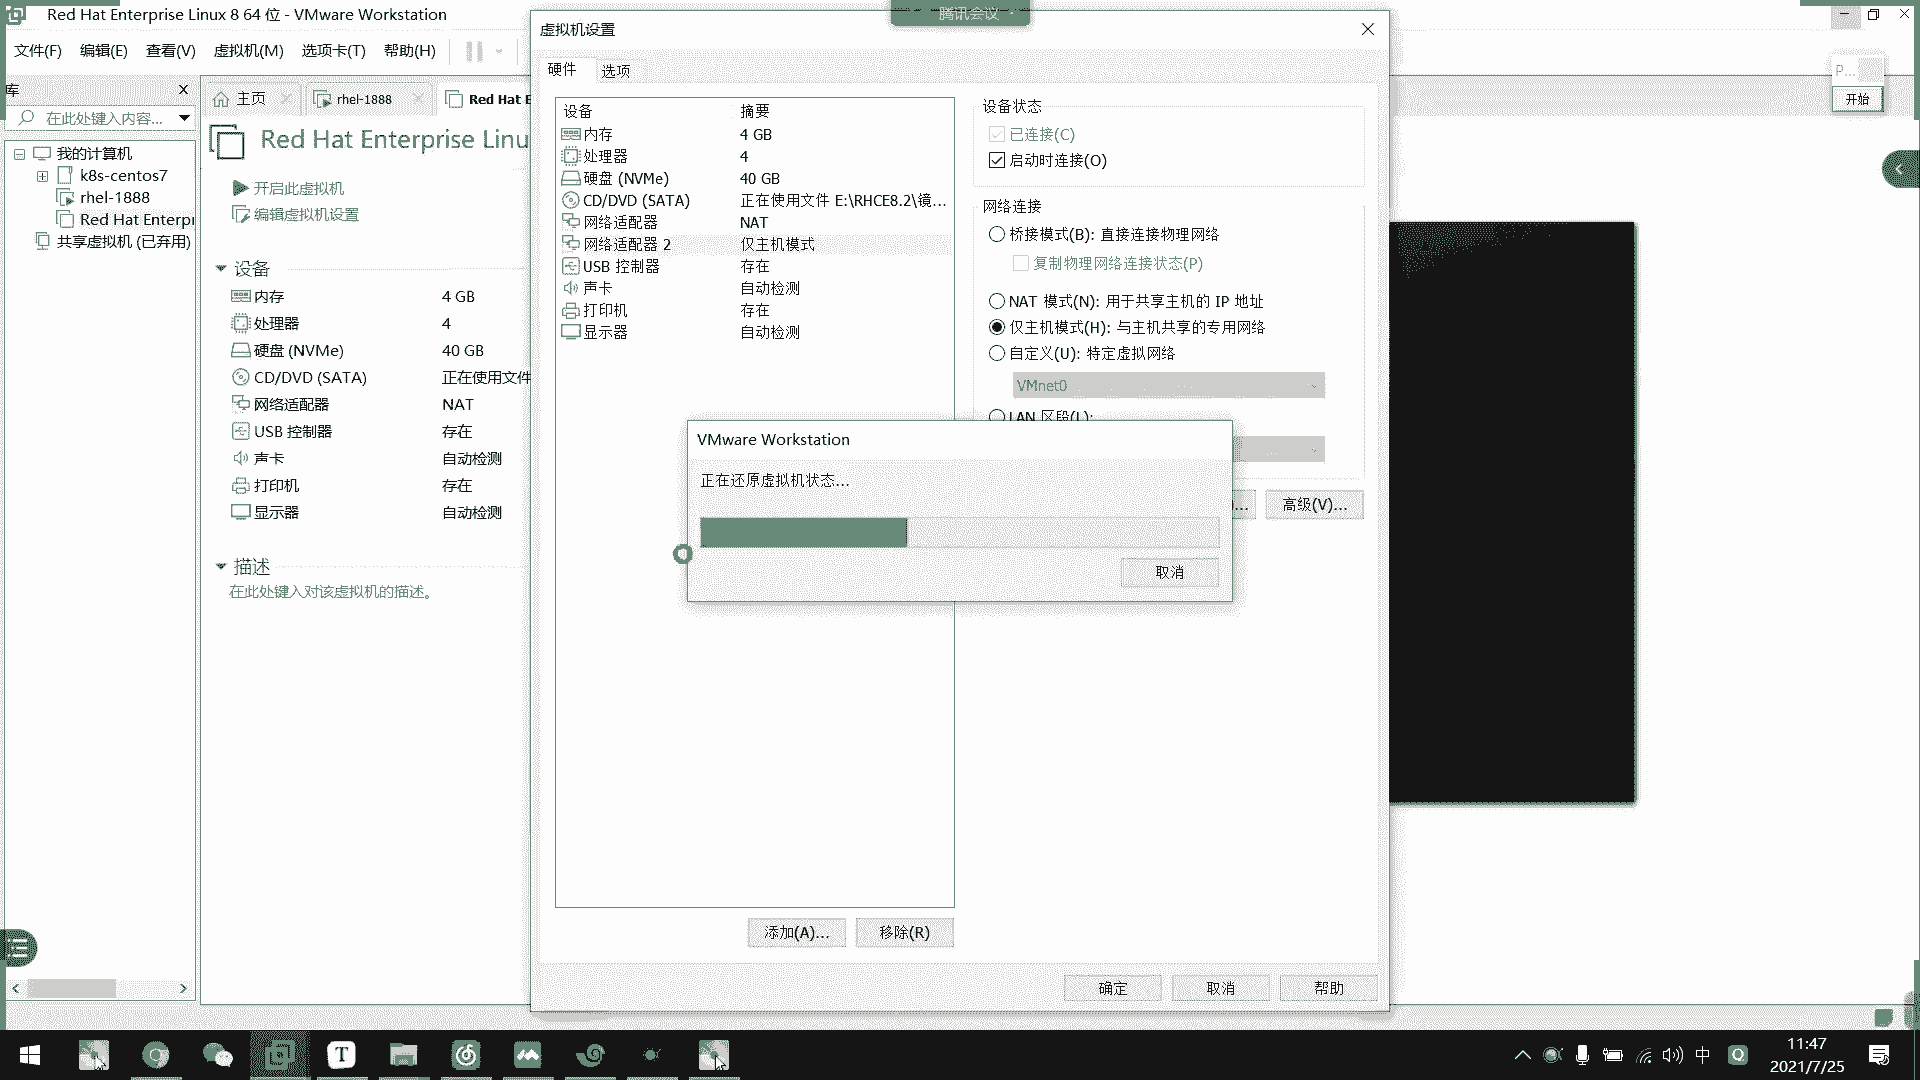 Red Hat Enterprise Linux 8 64 位 - VMware Workstation
腾讯会议
文件(F) 编辑(E) 查看(V) 虚拟机(M) 选项卡(T) 帮助(H)
库
在此处键入内容...
我的计算机
k8s-centos7
rhel-1888
Red Hat Enterpr
共享虚拟机 (已弃用)
主页
rhel-1888
Red Hat E
Red Hat Enterprise Linu
开启此虚拟机
编辑虚拟机设置
设备
内存 4 GB
处理器 4
硬盘 (NVMe) 40 GB
CD/DVD (SATA) 正在使用文件
网络适配器 NAT
USB 控制器 存在
声卡 自动检测
打印机 存在
显示器 自动检测
描述
在此处键入对该虚拟机的描述。
虚拟机设置
硬件 选项
设备 摘要
内存 4 GB
处理器 4
硬盘 (NVMe) 40 GB
CD/DVD (SATA) 正在使用文件 E:\RHCE8.2\镜...
网络适配器 NAT
网络适配器 2 仅主机模式
USB 控制器 存在
声卡 自动检测
打印机 存在
显示器 自动检测
添加(A)... 移除(R)
设备状态
已连接(C)
启动时连接(O)
网络连接
桥接模式(B): 直接连接物理网络
复制物理网络连接状态(P)
NAT 模式(N): 用于共享主机的 IP 地址
仅主机模式(H): 与主机共享的专用网络
自定义(U): 特定虚拟网络
VMnet0
LAN 区段(L):
高级(V)...
VMware Workstation
正在还原虚拟机状态...
取消
确定 取消 帮助
P...
开始
中
11:47
2021/7/25